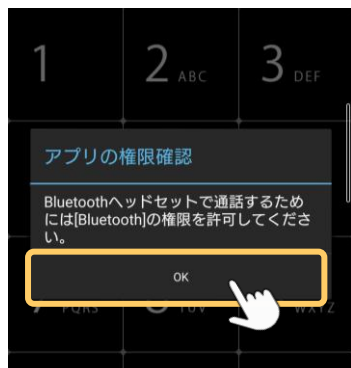 1 2 ABC 3 DEF
アプリの権限確認
Bluetoothヘッドセットで通話するため
には[Bluetooth]の権限を許可してくださ
い。
OK
PQRS TUV WXYZ